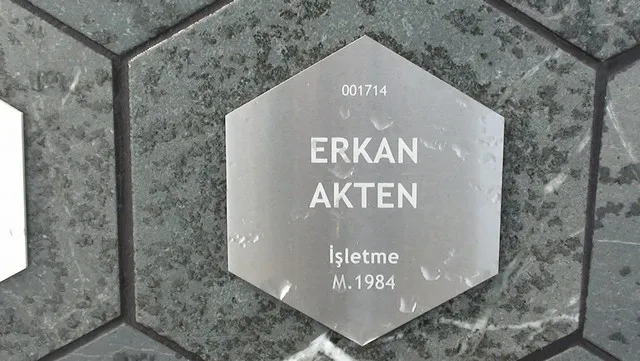 001714
ERKAN
AKTEN
İşletme
M.1984